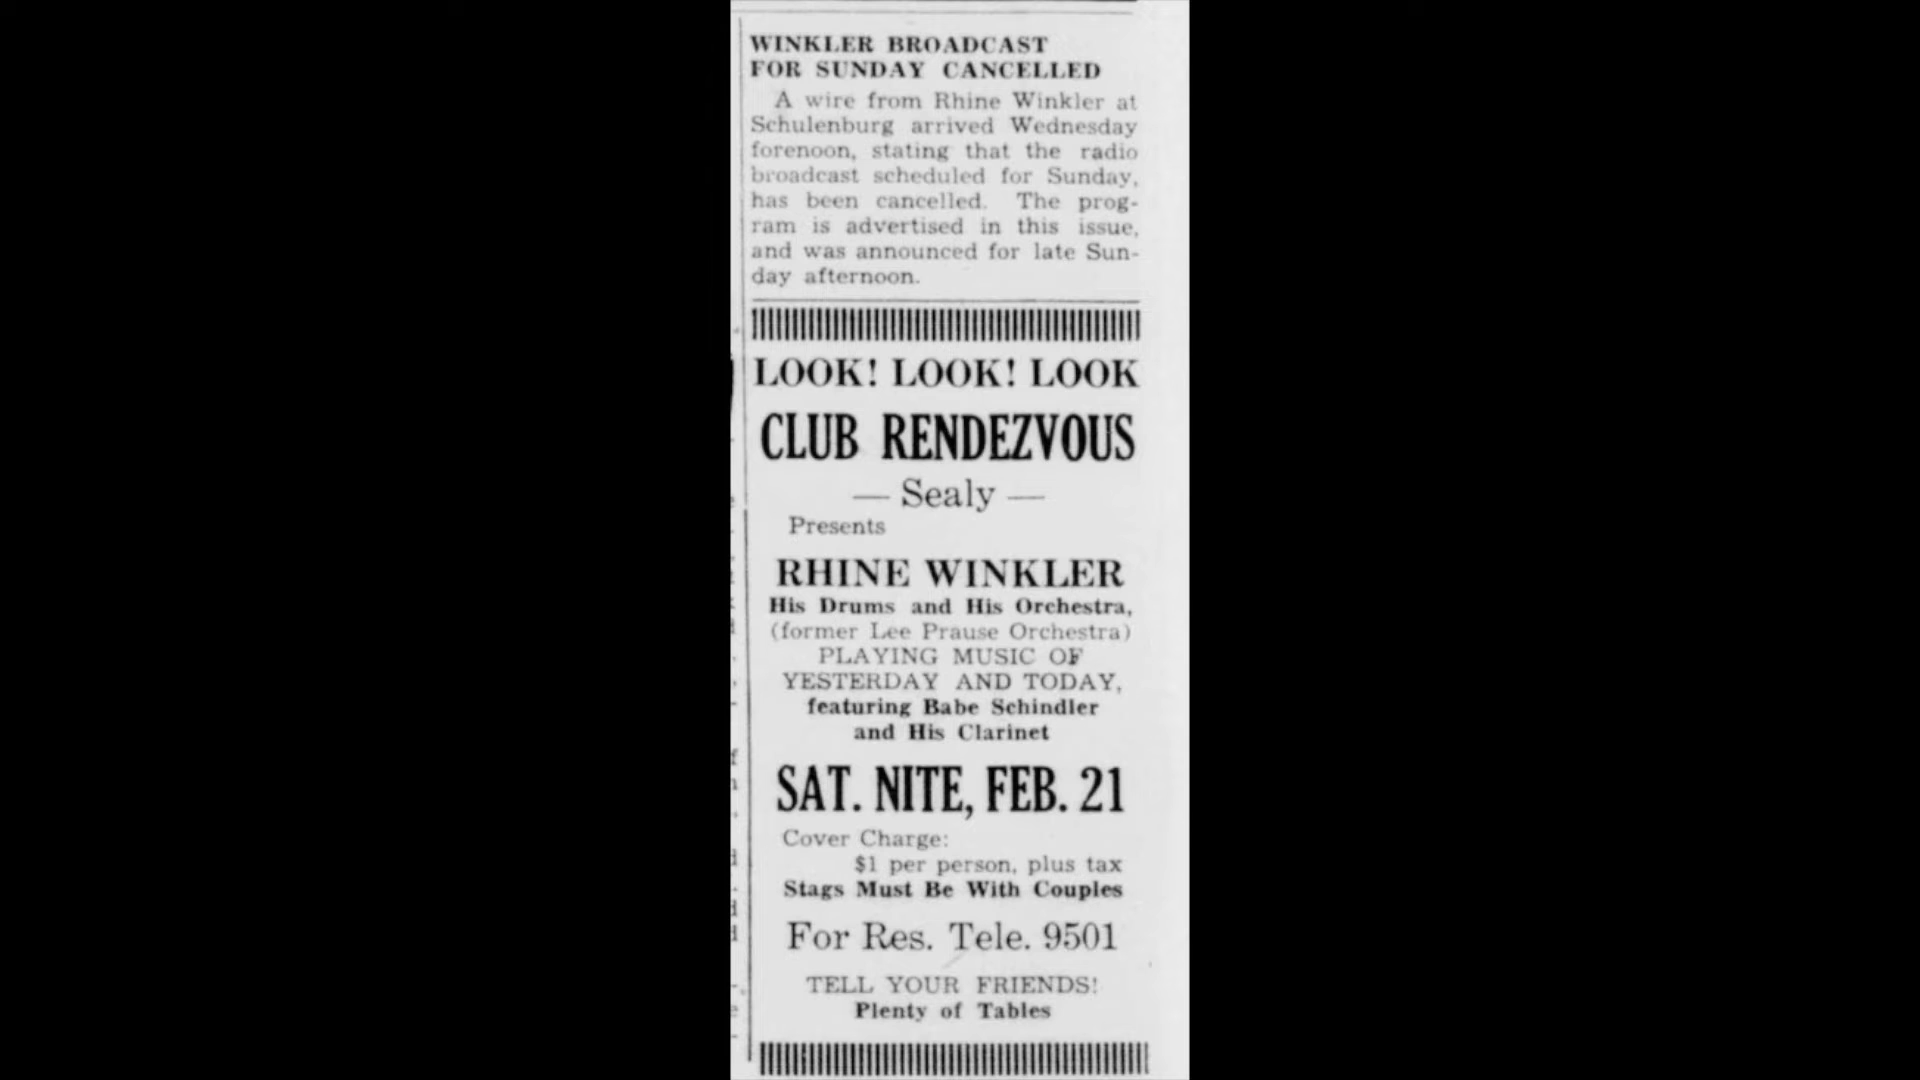 WINKLER BROADCAST
FOR SUNDAY CANCELLED
A wire from Rhine Winkler at
Schulenburg arrived Wednesday
forenoon, stating that the radio
broadcast scheduled for Sunday,
has been cancelled. The prog-
ram is advertised in this issue,
and was announced for late Sun-
day afternoon.
LOOK! LOOK! LOOK
CLUB RENDEZVOUS
— Sealy —
Presents
RHINE WINKLER
His Drums and His Orchestra,
(former Lee Prause Orchestra)
PLAYING MUSIC OF
YESTERDAY AND TODAY,
featuring Babe Schindler
and His Clarinet
SAT. NITE, FEB. 21
Cover Charge:
$1 per person, plus tax
Stags Must Be With Couples
For Res. Tele. 9501
TELL YOUR FRIENDS!
Plenty of Tables